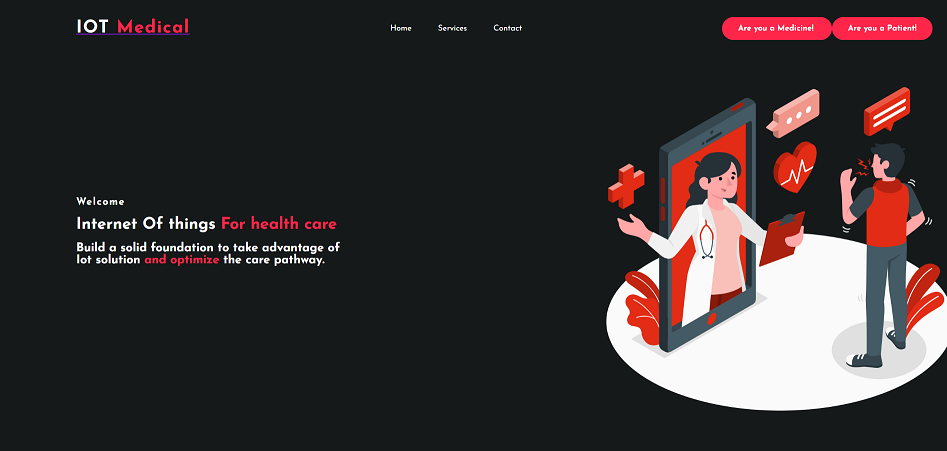 IOT Medical
Home Services Contact
Are you a Medicine! Are you a Patient!
Welcome
Internet Of things For health care
Build a solid foundation to take advantage of
Iot solution and optimize the care pathway.